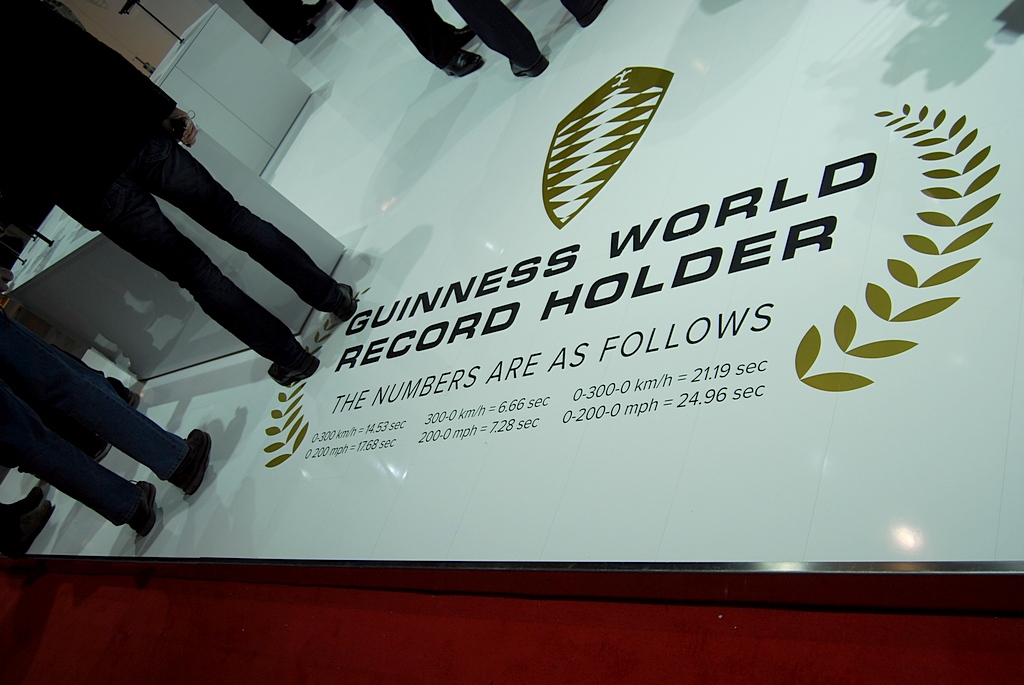 GUINNESS WORLD
RECORD HOLDER
THE NUMBERS ARE AS FOLLOWS
0-300 km/h = 14.53 sec 300-0 km/h = 6.66 sec 0-300-0 km/h = 21.19 sec
0-200 mph = 17.68 sec 200-0 mph = 7.28 sec 0-200-0 mph = 24.96 sec